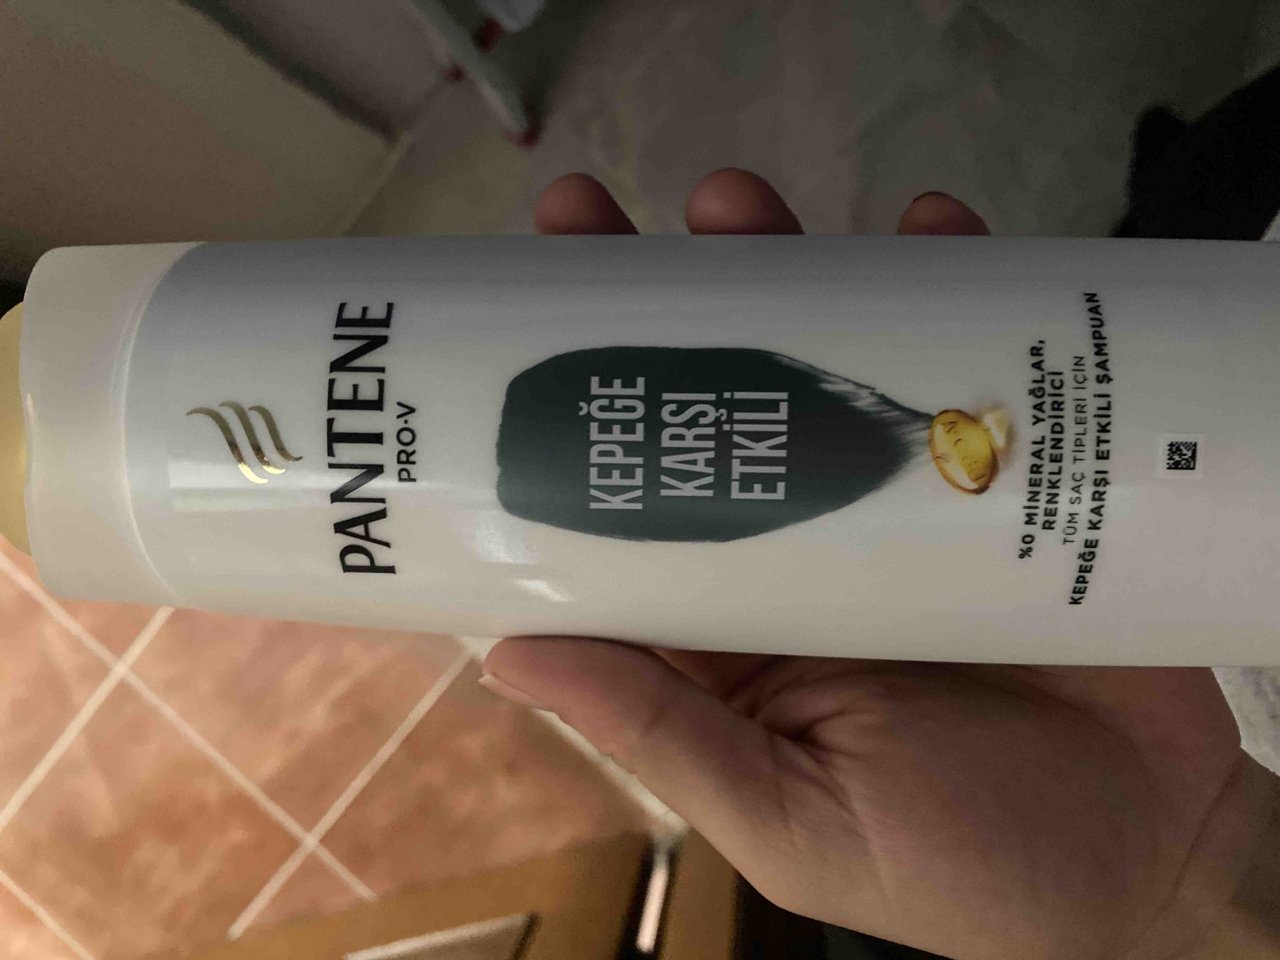 PANTENE
PRO-V
KEPEĞE
KARŞI
ETKİLİ
%0 MİNERAL YAĞLAR,
RENKLENDİRİCİ
TÜM SAÇ TİPLERİ İÇİN
KEPEĞE KARŞI ETKİLİ ŞAMPUAN